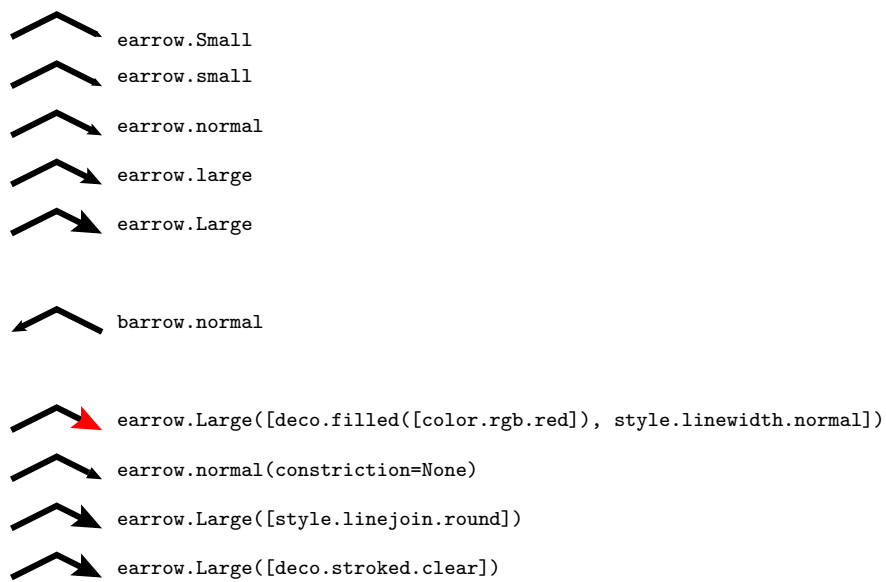 earrow.Small
earrow.small
earrow.normal
earrow.large
earrow.Large
barrow.normal
earrow.Large([deco.filled([color.rgb.red]), style.linewidth.normal])
earrow.normal(constriction=None)
earrow.Large([style.linejoin.round])
earrow.Large([deco.stroked.clear])